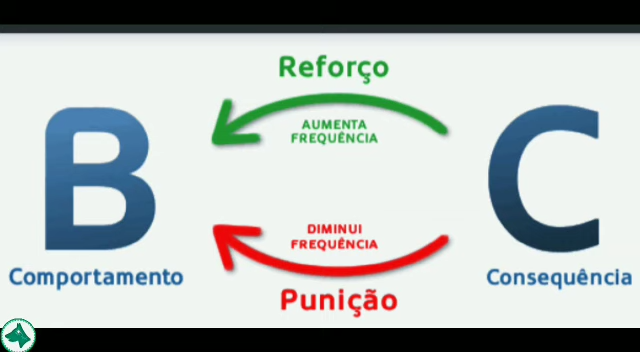 Reforço
AUMENTA
FREQUÊNCIA
B
C
DIMINUI
FREQUÊNCIA
Comportamento
Consequência
Punição